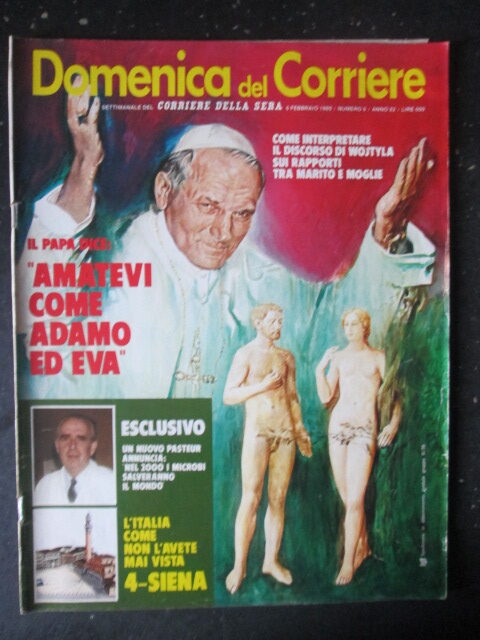 Domenica del Corriere
SETTIMANALE DEL CORRIERE DELLA SERA
COME INTERPRETARE
IL DISCORSO DI WOJTYLA
SUI RAPPORTI
TRA MARITO E MOGLIE
IL PAPA DICE:
"AMATEVI
COME
ADAMO
ED EVA"
ESCLUSIVO
UN NUOVO PASTEUR
ANNUNCIA:
"NEL 2000 I MICROBI
SALVERANNO
IL MONDO"
L'ITALIA
COME
NON L'AVETE
MAI VISTA
4-SIENA